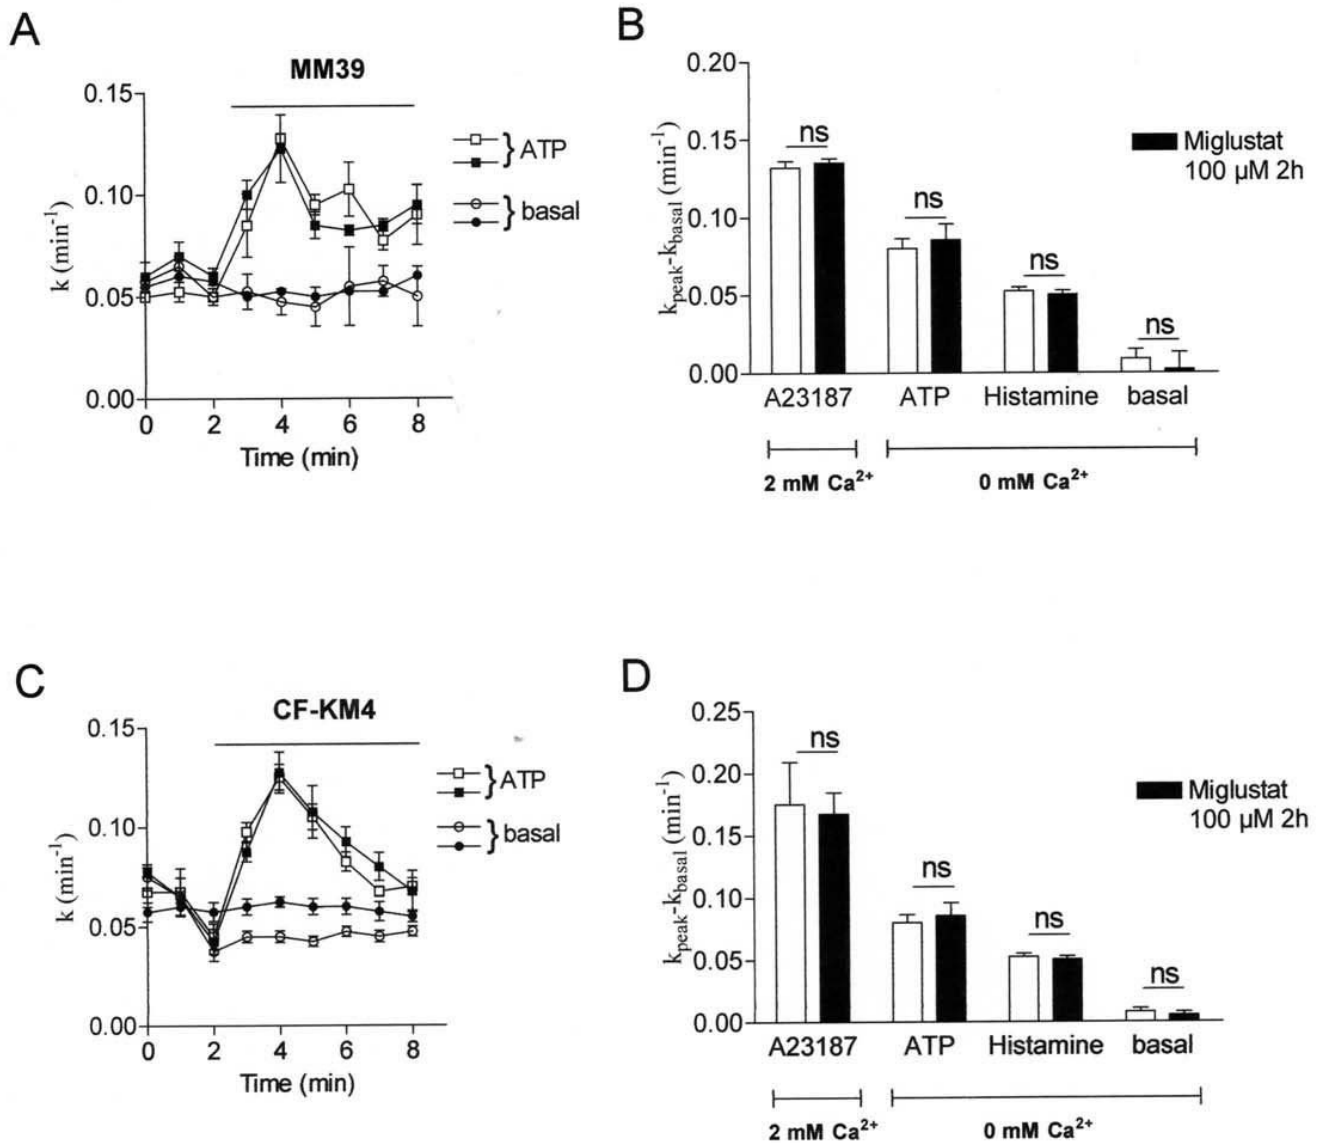 A
MM39
0.15
0.10
0.05
0.00
k (min⁻¹)
0 2 4 6 8
Time (min)
} ATP
} basal
B
0.20
0.15
0.10
0.05
0.00
kpeak-kbasal (min⁻¹)
ns
ns
ns
ns
Miglustat
100 µM 2h
A23187 ATP Histamine basal
2 mM Ca²⁺ 0 mM Ca²⁺
C
CF-KM4
0.15
0.10
0.05
0.00
k (min⁻¹)
0 2 4 6 8
Time (min)
} ATP
} basal
D
0.25
0.20
0.15
0.10
0.05
0.00
kpeak-kbasal (min⁻¹)
ns
ns
ns
ns
Miglustat
100 µM 2h
A23187 ATP Histamine basal
2 mM Ca²⁺ 0 mM Ca²⁺